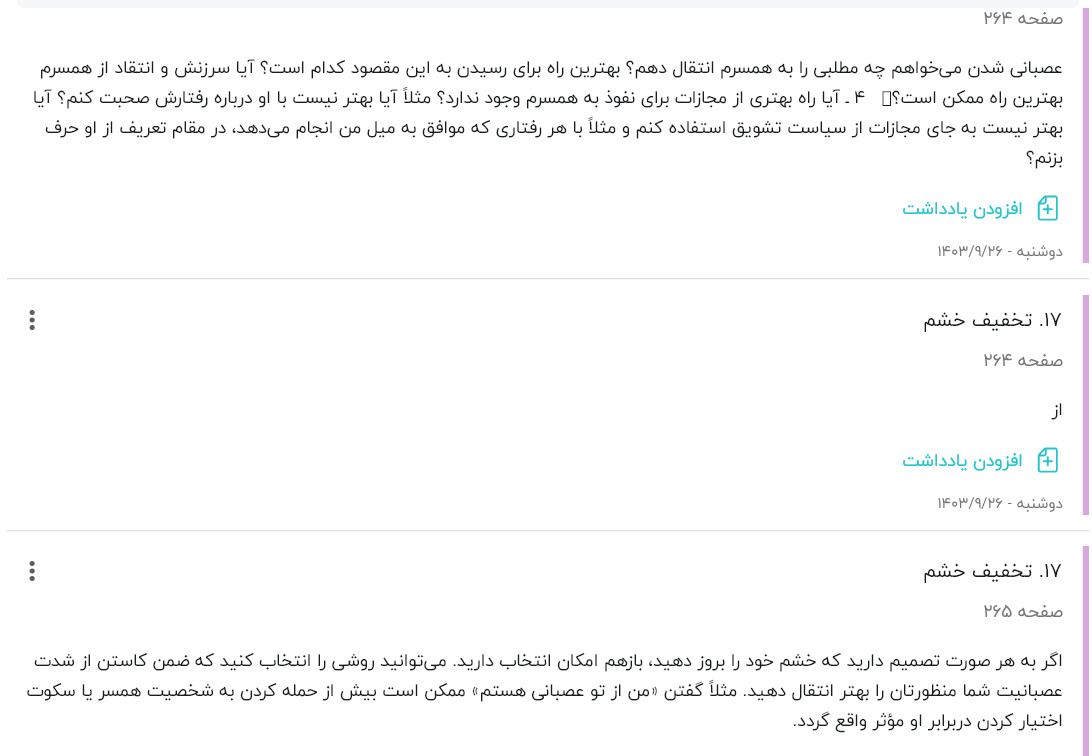 صفحه ۲۶۴
عصبانی شدن می‌خواهم چه مطلبی را به همسرم انتقال دهم؟ بهترین راه برای رسیدن به این مقصود کدام است؟ آیا سرزنش و انتقاد از همسرم
بهترین راه ممکن است؟ ۴ ـ آیا راه بهتری از مجازات برای نفوذ به همسرم وجود ندارد؟ مثلاً آیا بهتر نیست با او درباره رفتارش صحبت کنم؟ آیا
بهتر نیست به جای مجازات از سیاست تشویق استفاده کنم و مثلاً با هر رفتاری که موافق به میل من انجام می‌دهد، در مقام تعریف از او حرف
بزنم؟
افزودن یادداشت
دوشنبه - ۱۴۰۳/۹/۲۶
۱۷. تخفیف خشم
صفحه ۲۶۴
از
افزودن یادداشت
دوشنبه - ۱۴۰۳/۹/۲۶
۱۷. تخفیف خشم
صفحه ۲۶۵
اگر به هر صورت تصمیم دارید که خشم خود را بروز دهید، بازهم امکان انتخاب دارید. می‌توانید روشی را انتخاب کنید که ضمن کاستن از شدت
عصبانیت شما منظورتان را بهتر انتقال دهید. مثلاً گفتن «من از تو عصبانی هستم» ممکن است بیش از حمله کردن به شخصیت همسر یا سکوت
اختیار کردن دربرابر او مؤثر واقع گردد.